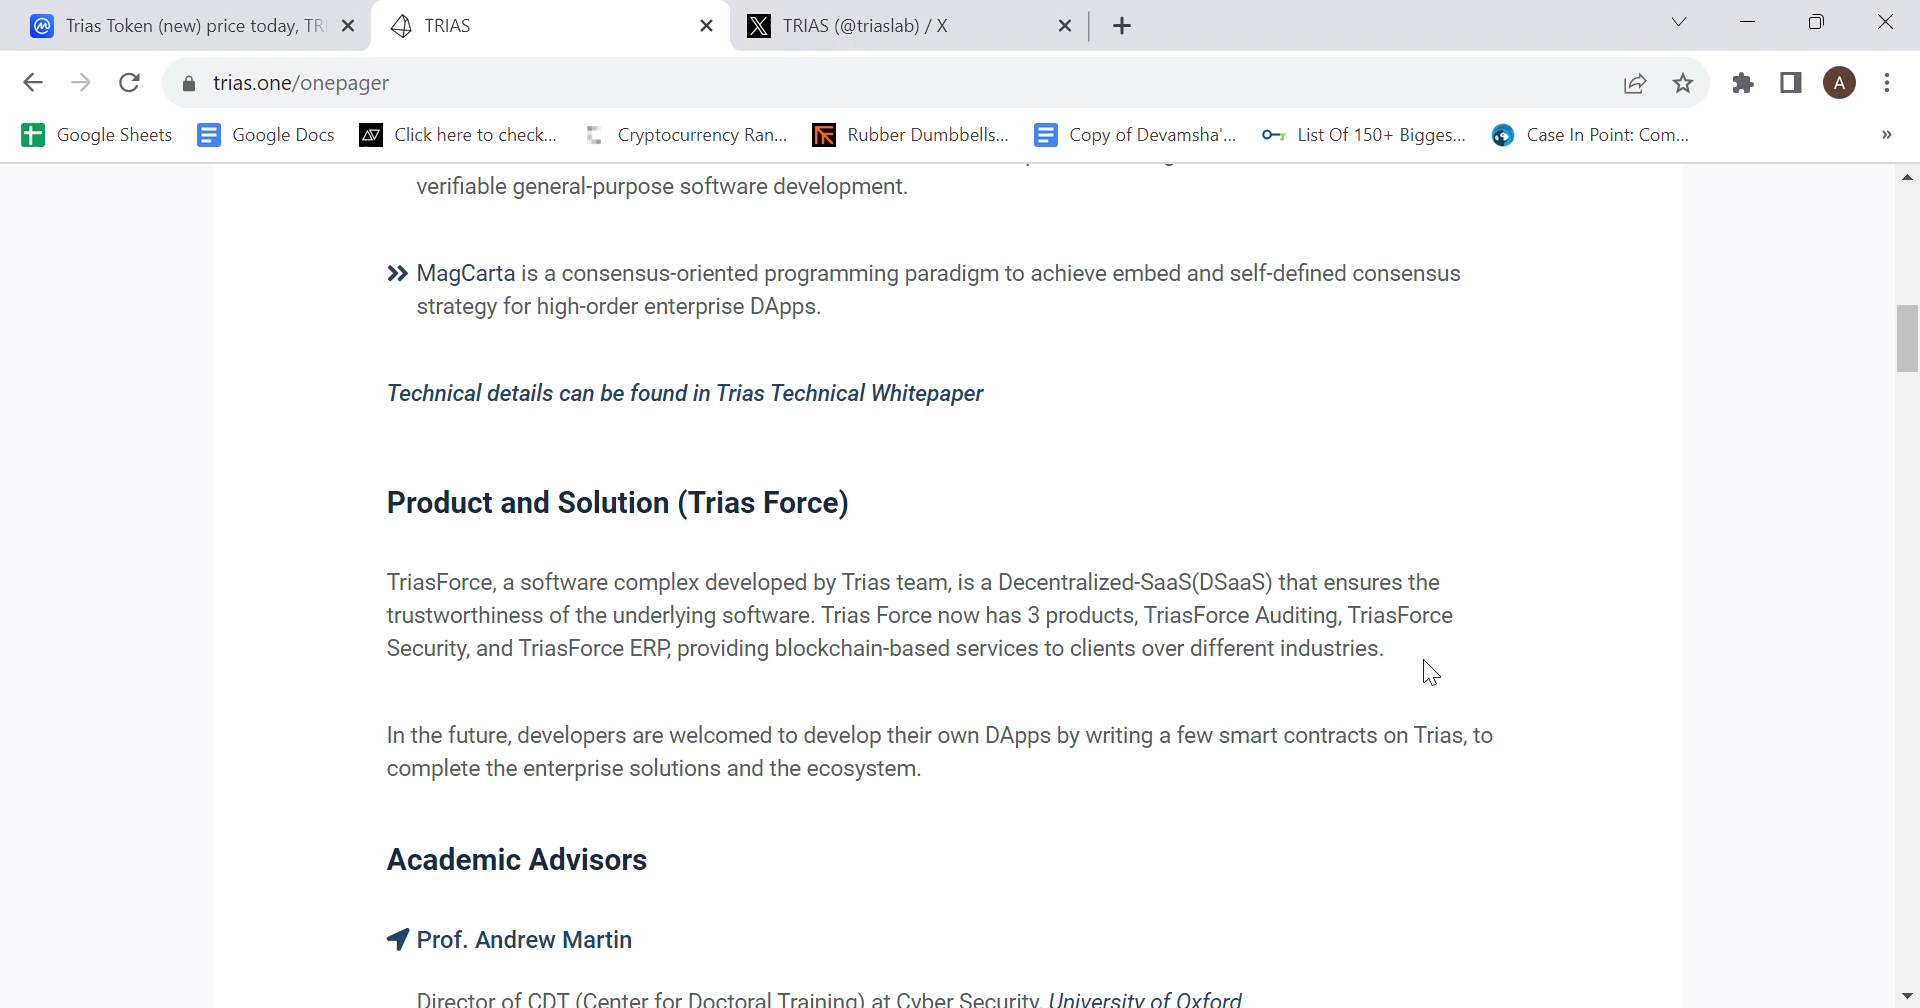 Trias Token (new) price today, TR
TRIAS
TRIAS (@triaslab) / X
trias.one/onepager
A
Google Sheets
Google Docs
Click here to check...
Cryptocurrency Ran...
Rubber Dumbbells...
Copy of Devamsha'...
List Of 150+ Bigges...
Case In Point: Com...
»
verifiable general-purpose software development.
MagCarta is a consensus-oriented programming paradigm to achieve embed and self-defined consensus
strategy for high-order enterprise DApps.
Technical details can be found in Trias Technical Whitepaper
Product and Solution (Trias Force)
TriasForce, a software complex developed by Trias team, is a Decentralized-SaaS(DSaaS) that ensures the
trustworthiness of the underlying software. Trias Force now has 3 products, TriasForce Auditing, TriasForce
Security, and TriasForce ERP, providing blockchain-based services to clients over different industries.
In the future, developers are welcomed to develop their own DApps by writing a few smart contracts on Trias, to
complete the enterprise solutions and the ecosystem.
Academic Advisors
Prof. Andrew Martin
Director of CDT (Center for Doctoral Training) at Cyber Security, University of Oxford